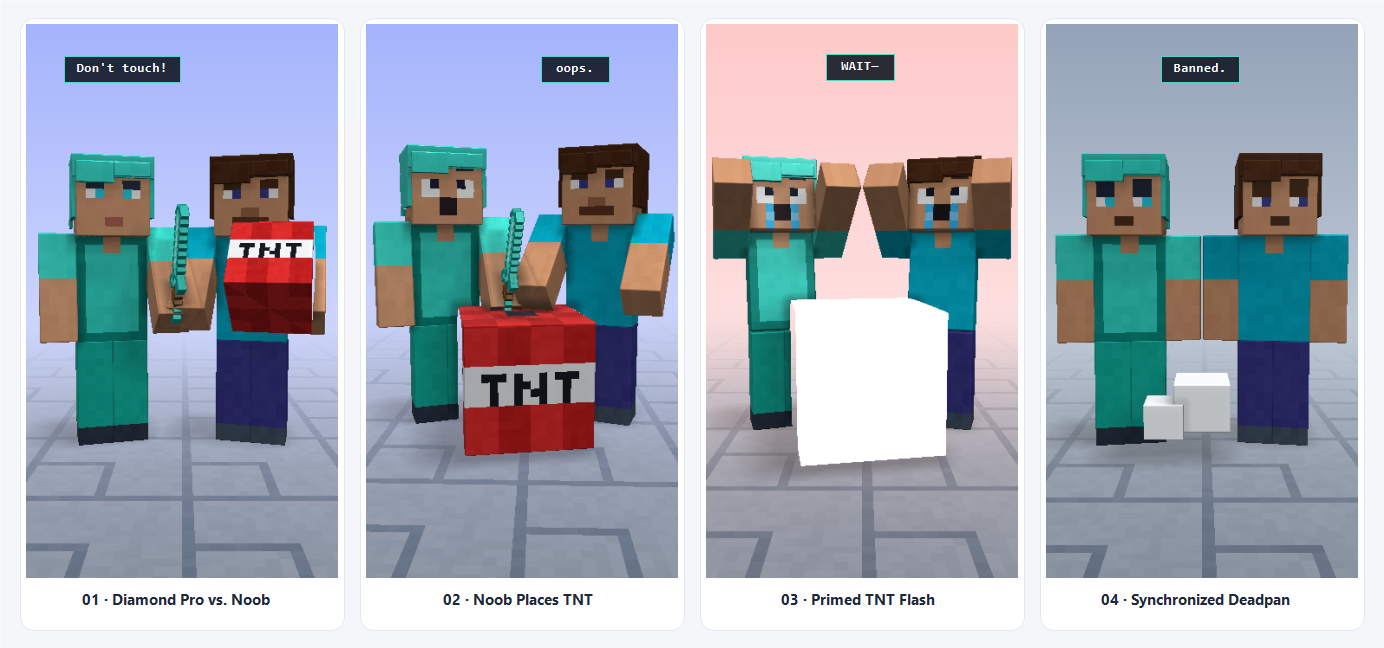 Don't touch!
oops.
WAIT—
Banned.
TNT
TNT
01 · Diamond Pro vs. Noob
02 · Noob Places TNT
03 · Primed TNT Flash
04 · Synchronized Deadpan